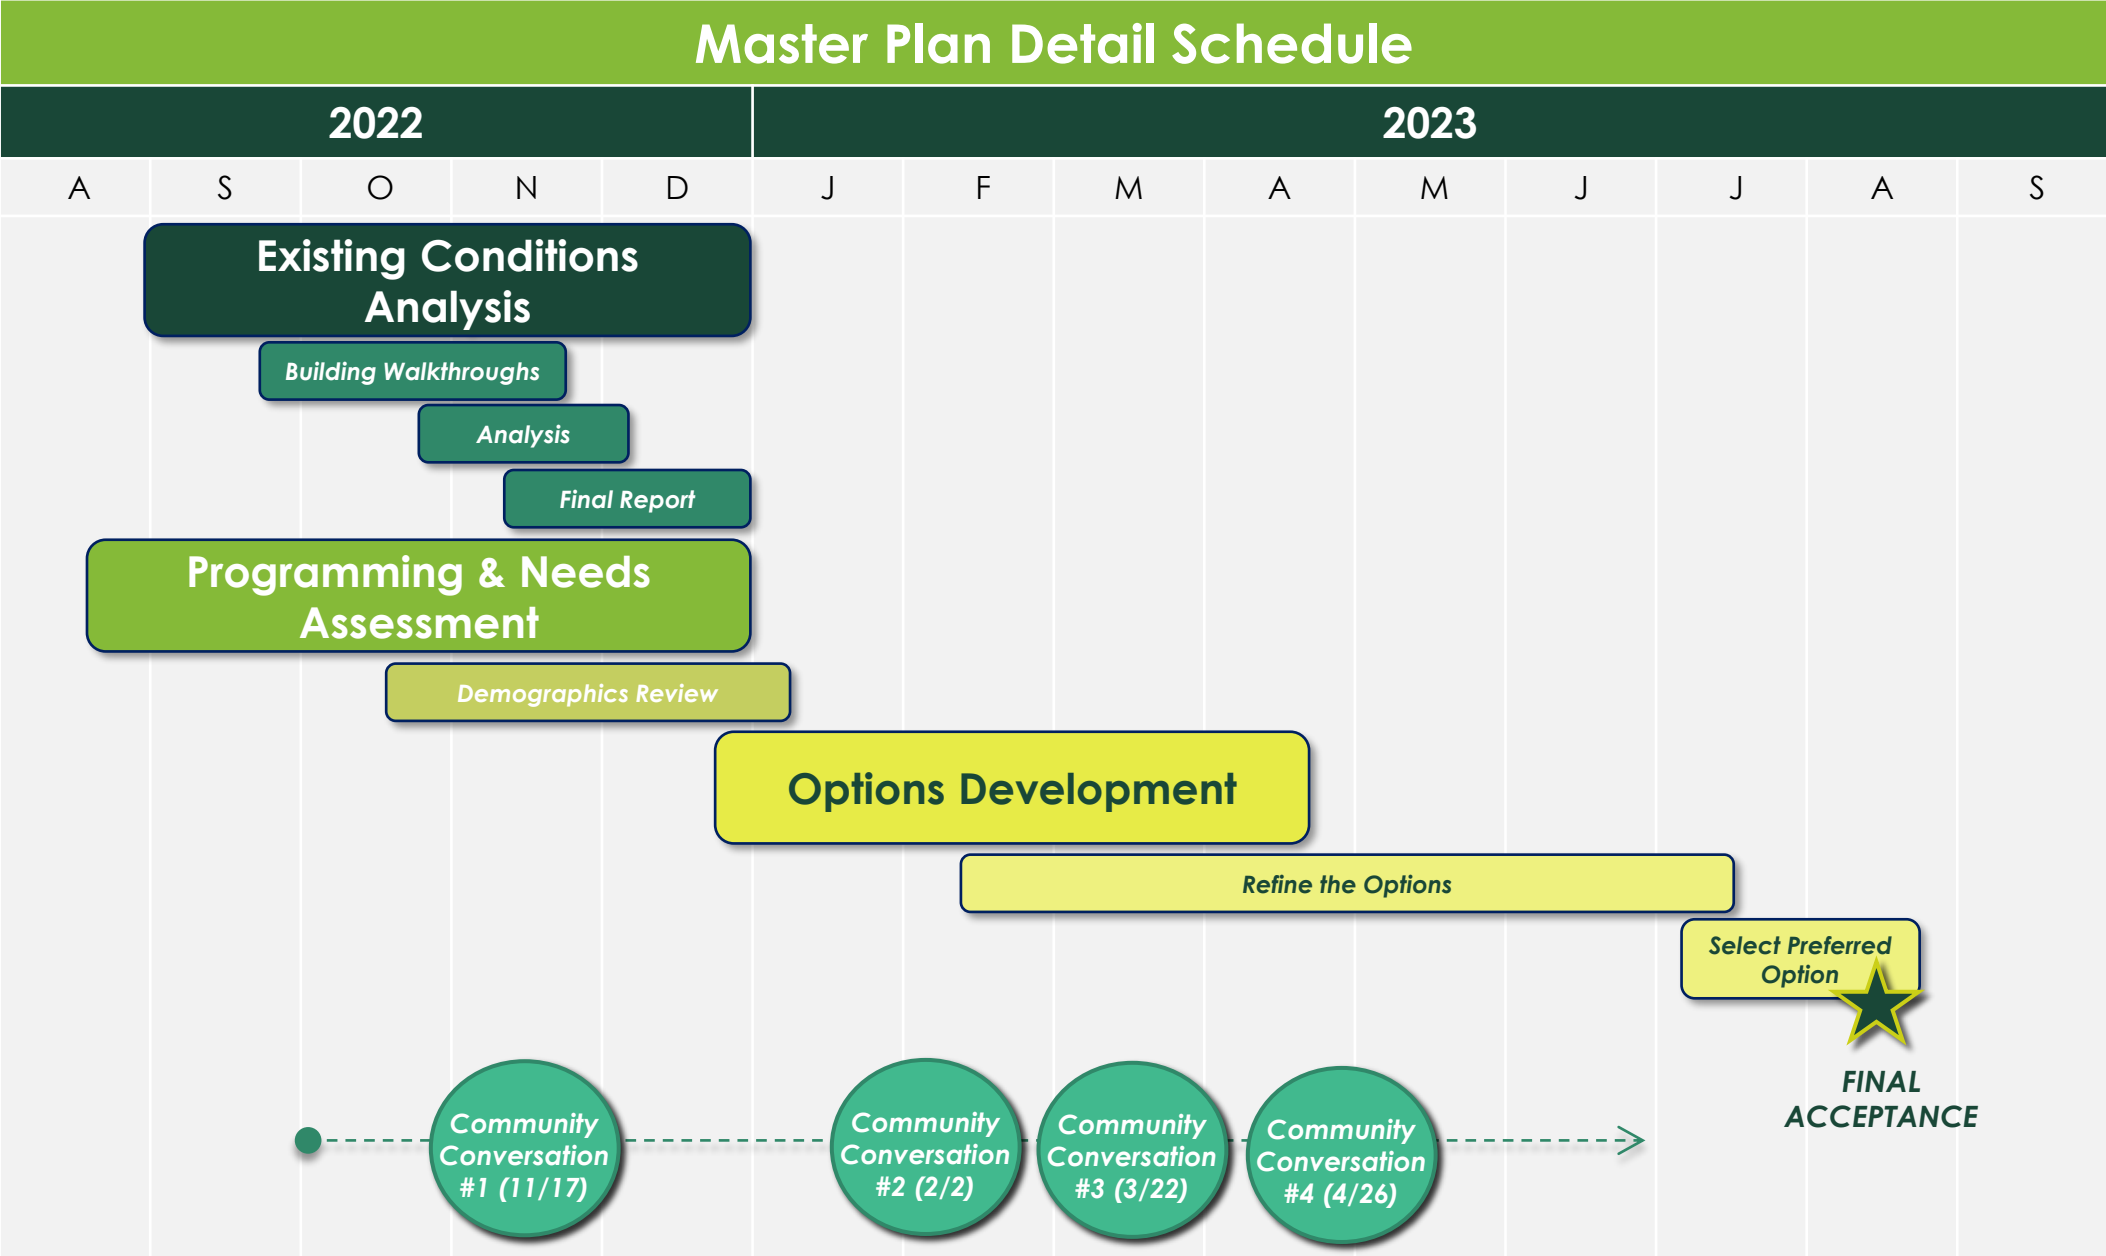 Master Plan Detail Schedule
2022 2023
A S O N D J F M A M J J A S
Existing Conditions
Analysis
Building Walkthroughs
Analysis
Final Report
Programming & Needs
Assessment
Demographics Review
Options Development
Refine the Options
Select Preferred
Option
FINAL
ACCEPTANCE
Community
Conversation
#1 (11/17)
Community
Conversation
#2 (2/2)
Community
Conversation
#3 (3/22)
Community
Conversation
#4 (4/26)